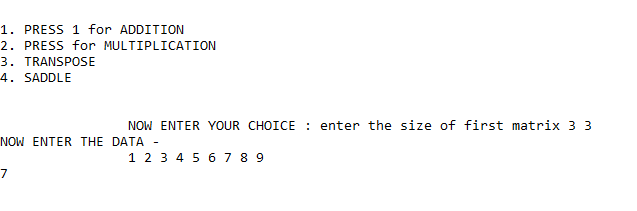 1. PRESS 1 for ADDITION
2. PRESS for MULTIPLICATION
3. TRANSPOSE
4. SADDLE
NOW ENTER YOUR CHOICE : enter the size of first matrix 3 3
NOW ENTER THE DATA -
1 2 3 4 5 6 7 8 9
7